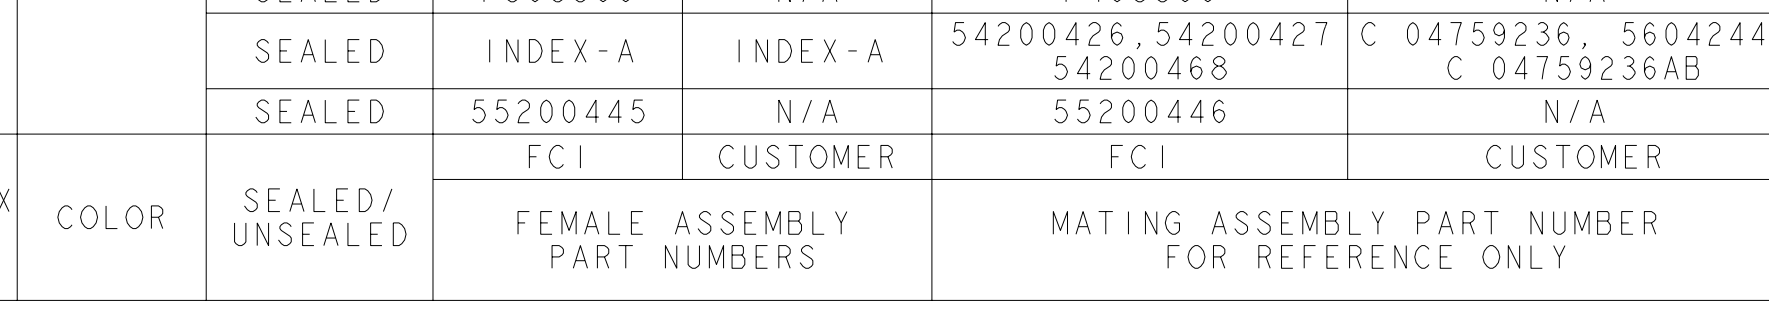 SEALED INDEX-A INDEX-A 54200426,54200427 C 04759236, 5604244
54200468 C 04759236AB
SEALED 55200445 N/A 55200446 N/A
FCI CUSTOMER FCI CUSTOMER
COLOR SEALED/
UNSEALED
FEMALE ASSEMBLY
PART NUMBERS
MATING ASSEMBLY PART NUMBER
FOR REFERENCE ONLY